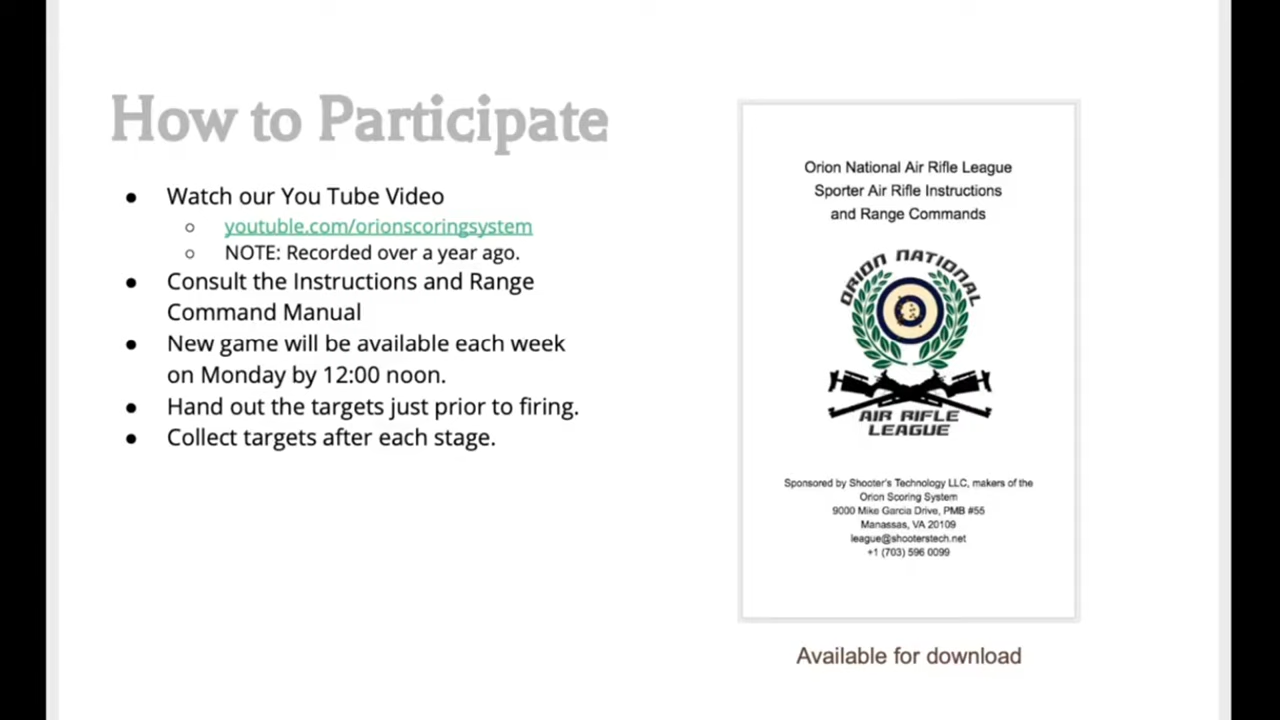 How to Participate
● Watch our You Tube Video
○ youtuble.com/orionscoringsystem
○ NOTE: Recorded over a year ago.
● Consult the Instructions and Range
Command Manual
● New game will be available each week
on Monday by 12:00 noon.
● Hand out the targets just prior to firing.
● Collect targets after each stage.
Orion National Air Rifle League
Sporter Air Rifle Instructions
and Range Commands
ORION NATIONAL
AIR RIFLE
LEAGUE
Sponsored by Shooter's Technology LLC, makers of the
Orion Scoring System
9000 Mike Garcia Drive, PMB #55
Manassas, VA 20109
league@shooterstech.net
+1 (703) 596 0099
Available for download